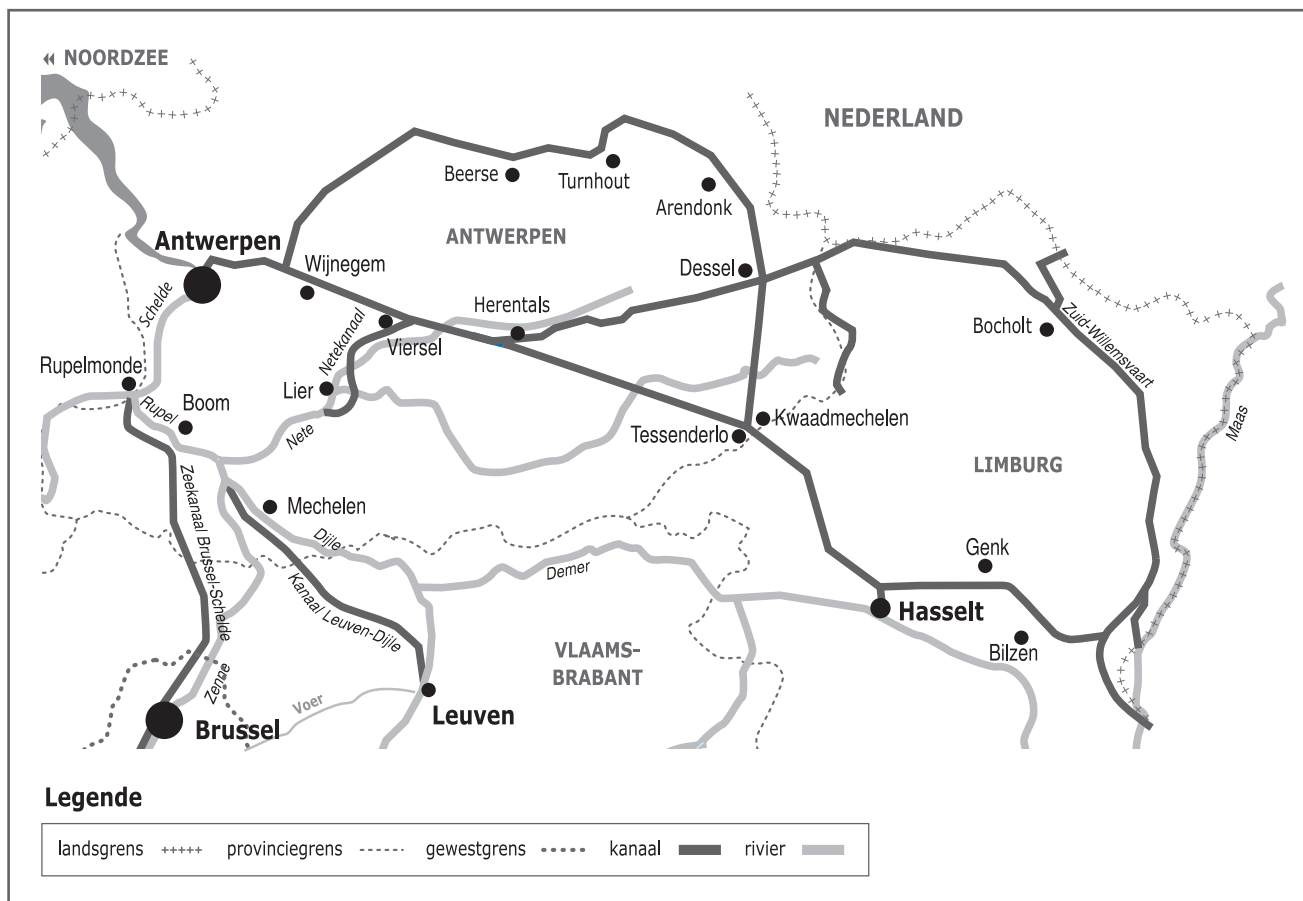 NOORDZEE
NEDERLAND
Beerse
Turnhout
Arendonk
Antwerpen
ANTWERPEN
Wijnegem
Dessel
Schelde
Herentals
Netekanaal
Viersel
Bocholt
Zuid-Willemsvaart
Rupelmonde
Lier
Rupel
Boom
Nete
Kwaadmechelen
Tessenderlo
Maas
LIMBURG
Zeekanaal Brussel-Schelde
Mechelen
Dijle
Demer
Genk
Kanaal Leuven-Dijle
Hasselt
Bilzen
VLAAMS-
BRABANT
Zenne
Voer
Leuven
Brussel
Legende
landsgrens provinciegrens gewestgrens kanaal rivier